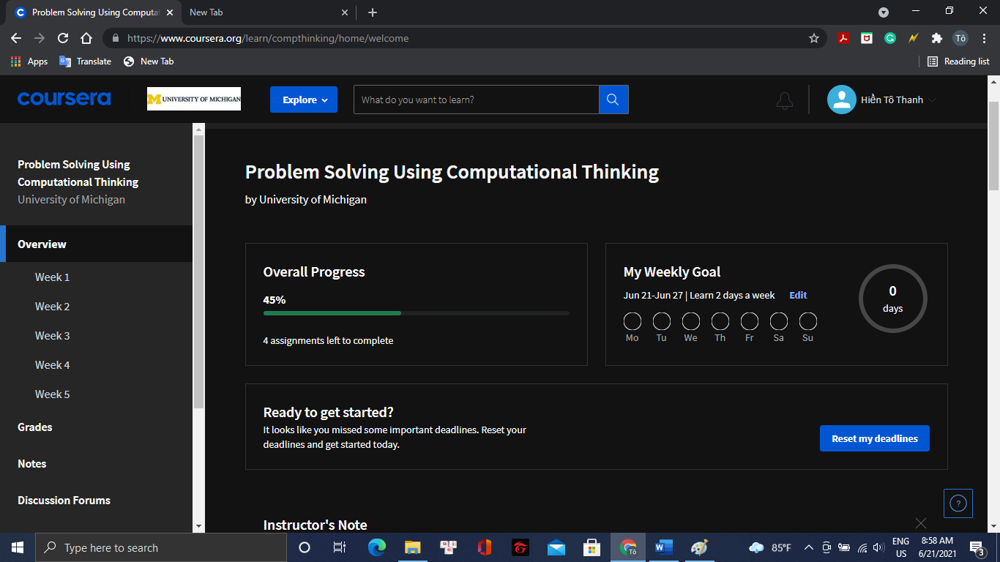 Problem Solving Using Computat
New Tab
https://www.coursera.org/learn/compthinking/home/welcome
Tô
Apps
Translate
New Tab
Reading list
coursera
M UNIVERSITY OF MICHIGAN
Explore
What do you want to learn?
Hiền Tô Thanh
Problem Solving Using
Computational Thinking
University of Michigan
Overview
Week 1
Week 2
Week 3
Week 4
Week 5
Grades
Notes
Discussion Forums
Problem Solving Using Computational Thinking
by University of Michigan
Overall Progress
45%
4 assignments left to complete
My Weekly Goal
Jun 21-Jun 27 | Learn 2 days a week Edit
Mo Tu We Th Fr Sa Su
0
days
Ready to get started?
It looks like you missed some important deadlines. Reset your
deadlines and get started today.
Reset my deadlines
Instructor's Note
?
Type here to search
85°F
ENG
US
8:58 AM
6/21/2021
3